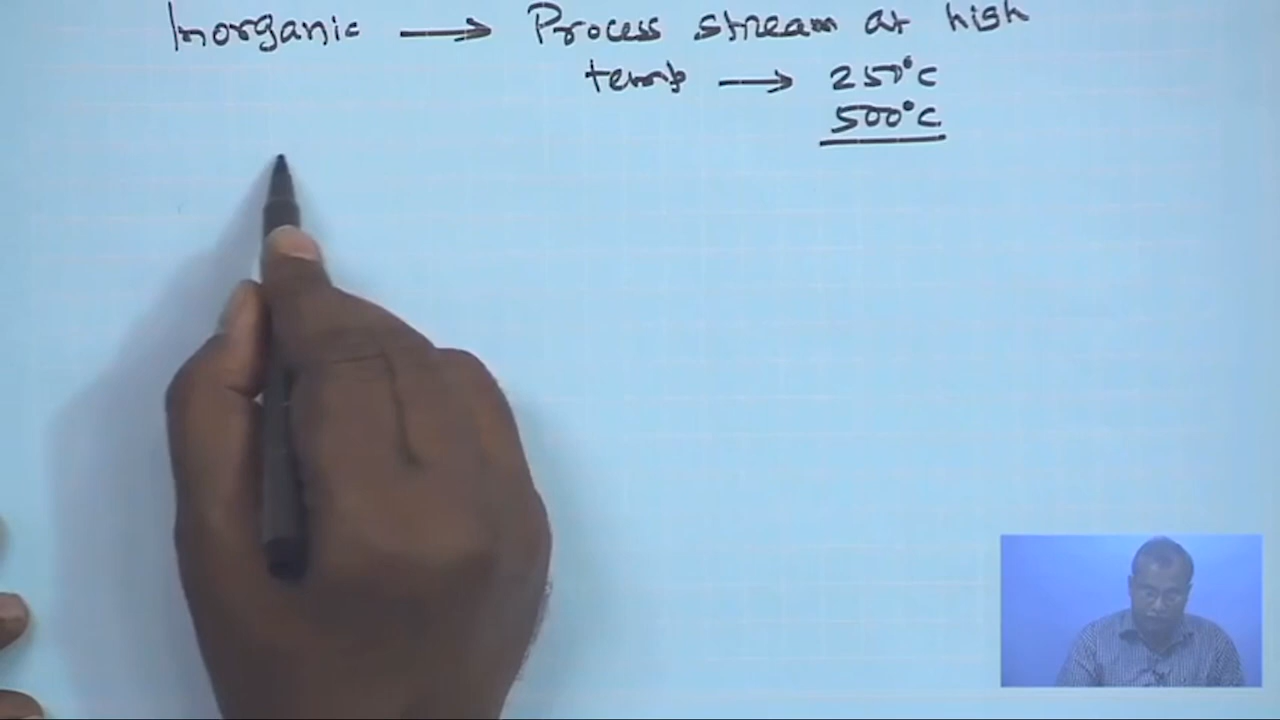 Inorganic → Process stream at high
temp → 250°C
500°C